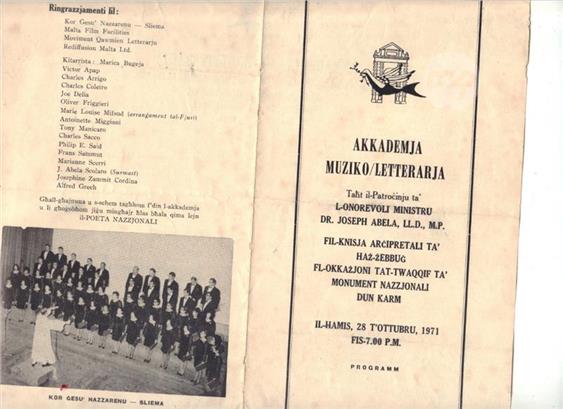 Ringrazzjamenti lil:
Kor Gesu' Nazzarenu — Sliema
Malta Film Facilities
Moviment Qawmien Letterarju
Rediffusion Malta Ltd.
Kitarrista: Marica Bugeja
Victor Apap
Charles Arrigo
Charles Coleiro
Joe Delia
Oliver Friggieri
Marie Louise Mifsud (arranġament tal-Fjuri)
Antoinette Miggiani
Tony Manicaro
Charles Sacco
Philip E. Said
Frans Sammut
Marianne Scerri
J. Abela Scolaro (Surmast)
Josephine Zammit Cordina
Alfred Grech
Għall-għajnuna u s-sehem tagħhom f'din l-akkademja
u li għoġobhom jiġu mingħajr ħlas bħala qima lejn
il-POETA NAZZJONALI
KOR GESU' NAZZARENU — SLIEMA
AKKADEMJA
MUZIKO/LETTERARJA
Taħt il-Patroċinju ta'
L-ONOREVOLI MINISTRU
DR. JOSEPH ABELA, LL.D., M.P.
FIL-KNISJA ARĊIPRETALI TA'
ĦAŻ-ŻEBBUĠ
FL-OKKAŻJONI TAT-TWAQQIF TA'
MONUMENT NAZZJONALI
DUN KARM
IL-ĦAMIS, 28 T'OTTUBRU, 1971
FIS-7.00 P.M.
PROGRAMM